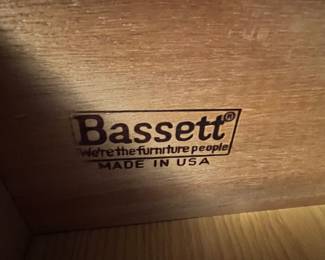 Bassett®
We're the furniture people
MADE IN USA